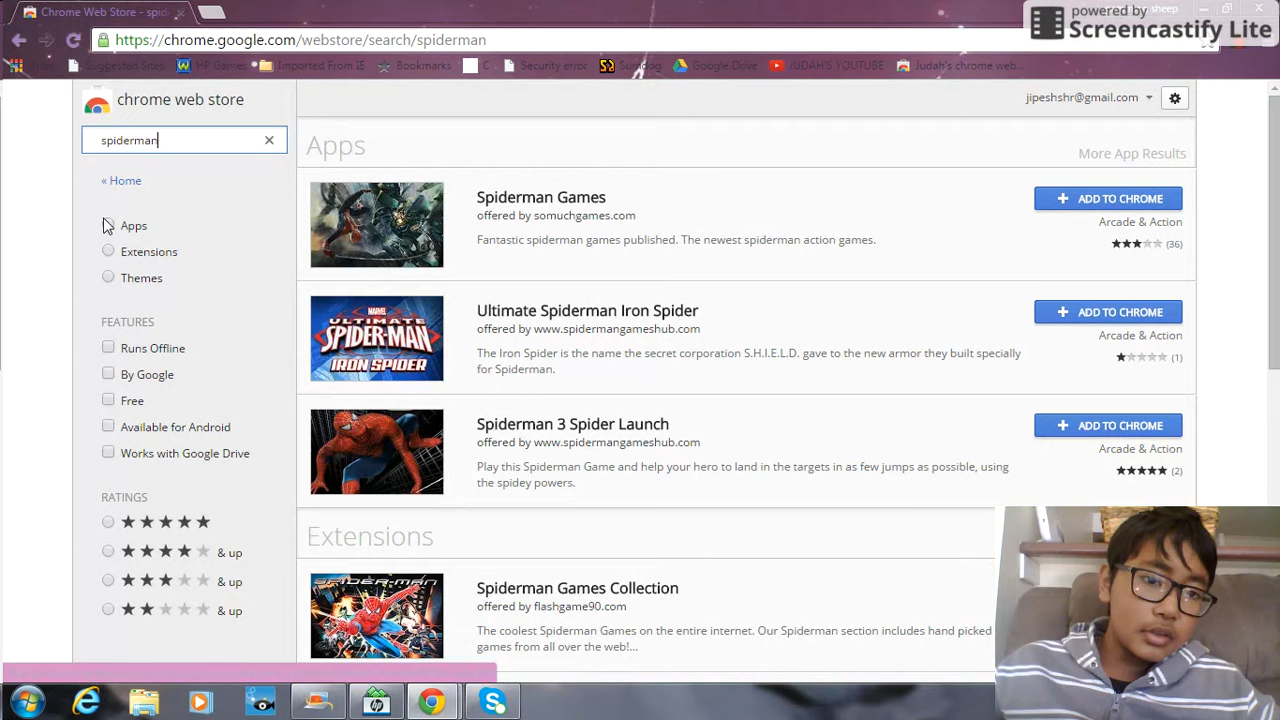 powered by
Screencastify Lite
Chrome Web Store - spid
sheep
https://chrome.google.com/webstore/search/spiderman
Apps
Suggested Sites
HP Games
Imported From IE
Bookmarks
C
Security error
Sumdog
Google Drive
JUDAH'S YOUTUBE
Judah's chrome web...
chrome web store
jipeshshr@gmail.com
spiderman
« Home
Apps
Extensions
Themes
FEATURES
Runs Offline
By Google
Free
Available for Android
Works with Google Drive
RATINGS
& up
& up
& up
Apps
More App Results
Spiderman Games
offered by somuchgames.com
Fantastic spiderman games published. The newest spiderman action games.
ADD TO CHROME
Arcade & Action
(36)
MARVEL
ULTIMATE
SPIDER-MAN
IRON SPIDER
Ultimate Spiderman Iron Spider
offered by www.spidermangameshub.com
The Iron Spider is the name the secret corporation S.H.I.E.L.D. gave to the new armor they built specially
for Spiderman.
ADD TO CHROME
Arcade & Action
(1)
Spiderman 3 Spider Launch
offered by www.spidermangameshub.com
Play this Spiderman Game and help your hero to land in the targets in as few jumps as possible, using
the spidey powers.
ADD TO CHROME
Arcade & Action
(2)
Extensions
SPIDER-MAN
Spiderman Games Collection
offered by flashgame90.com
The coolest Spiderman Games on the entire internet. Our Spiderman section includes hand picked
games from all over the web!...
hp